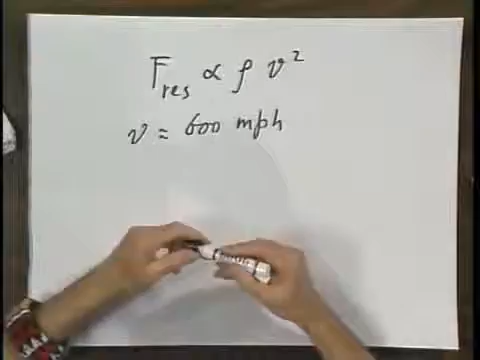 F_res ∝ ρ v²
v ≈ 600 mph